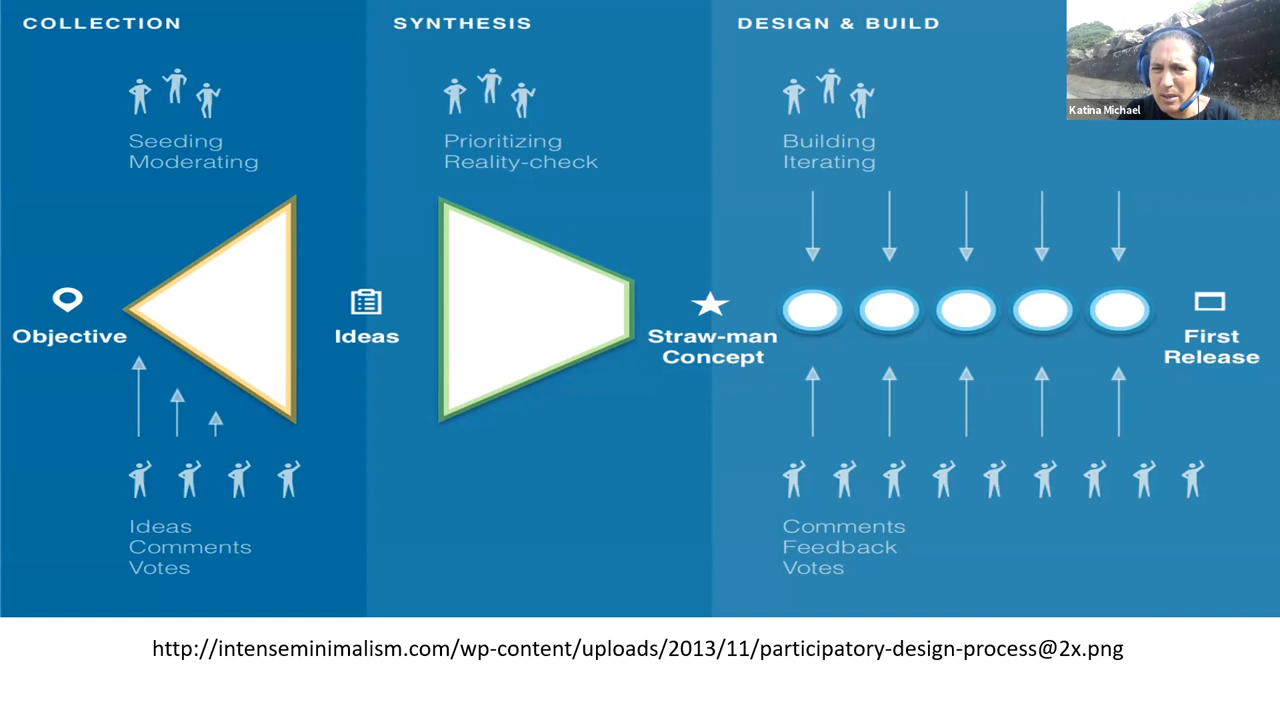 COLLECTION
SYNTHESIS
DESIGN & BUILD
Katina Michael
Seeding
Moderating
Prioritizing
Reality-check
Building
Iterating
Objective
Ideas
Straw-man
Concept
First
Release
Ideas
Comments
Votes
Comments
Feedback
Votes
http://intenseminimalism.com/wp-content/uploads/2013/11/participatory-design-process@2x.png